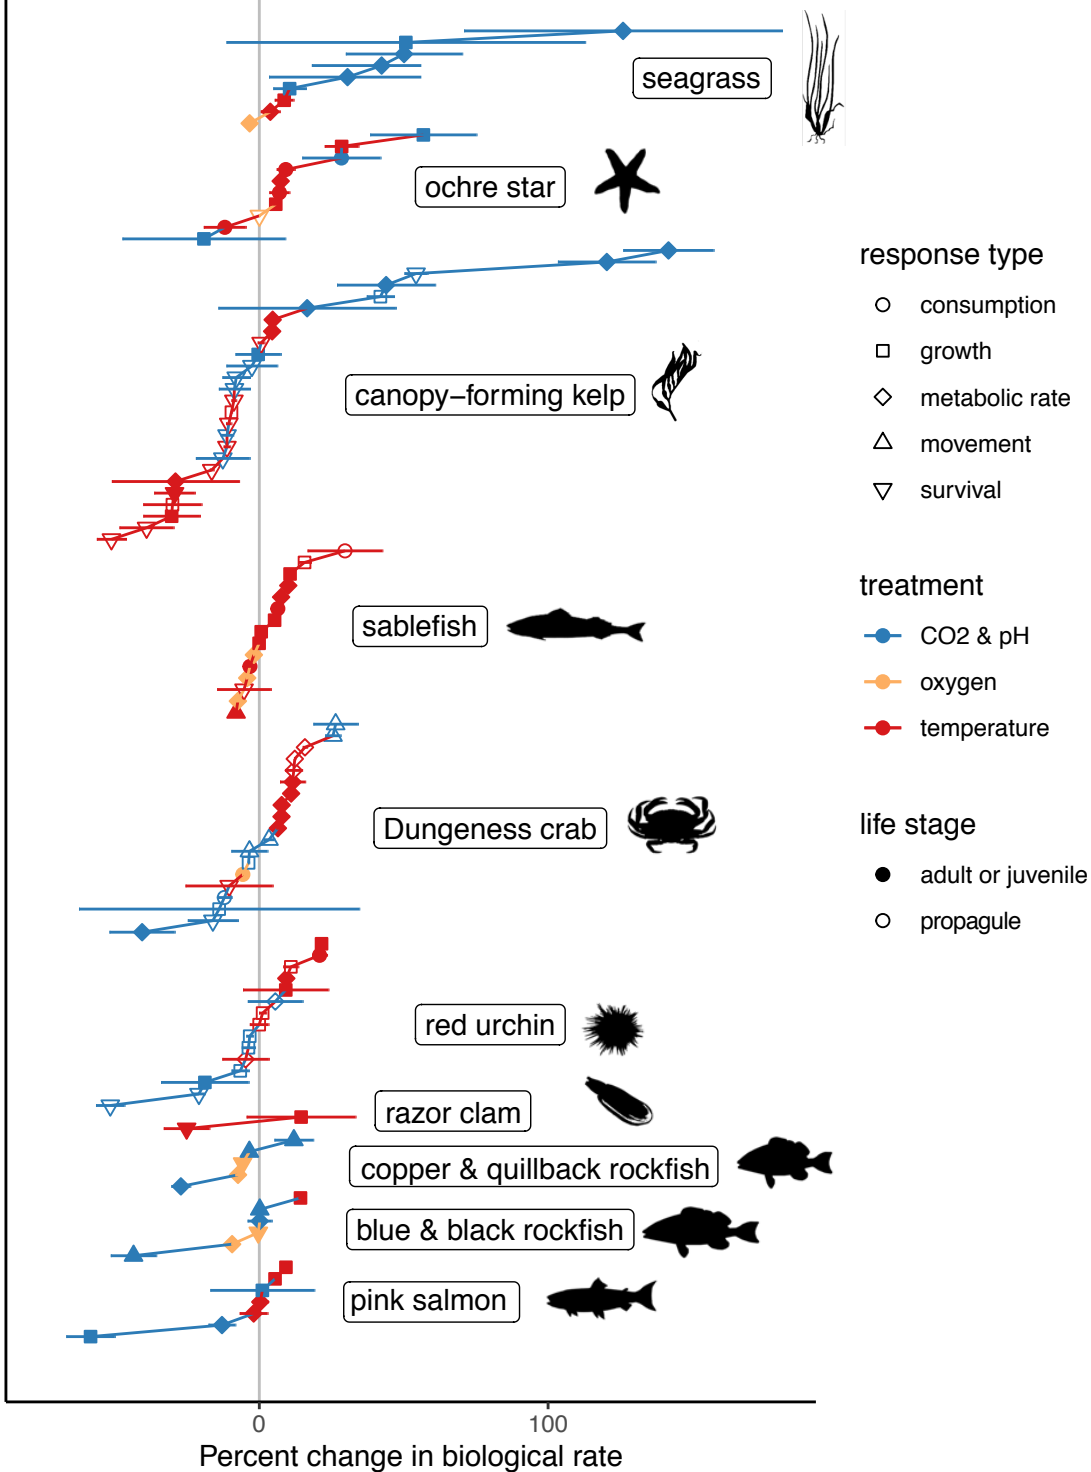 seagrass
ochre star
canopy–forming kelp
sablefish
Dungeness crab
red urchin
razor clam
copper & quillback rockfish
blue & black rockfish
pink salmon
0
100
Percent change in biological rate
response type
consumption
growth
metabolic rate
movement
survival
treatment
CO2 & pH
oxygen
temperature
life stage
adult or juvenile
propagule